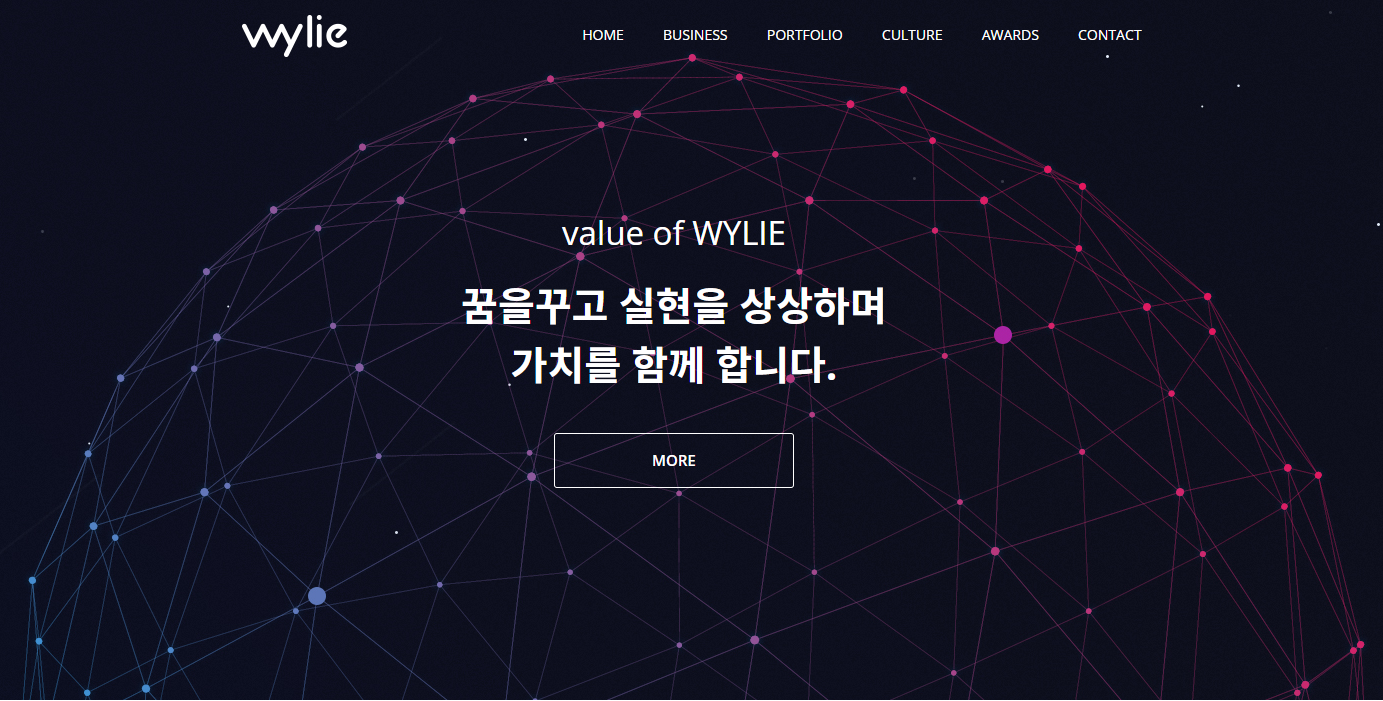 wylie
HOME BUSINESS PORTFOLIO CULTURE AWARDS CONTACT
value of WYLIE
꿈을꾸고 실현을 상상하며
가치를 함께 합니다.
MORE